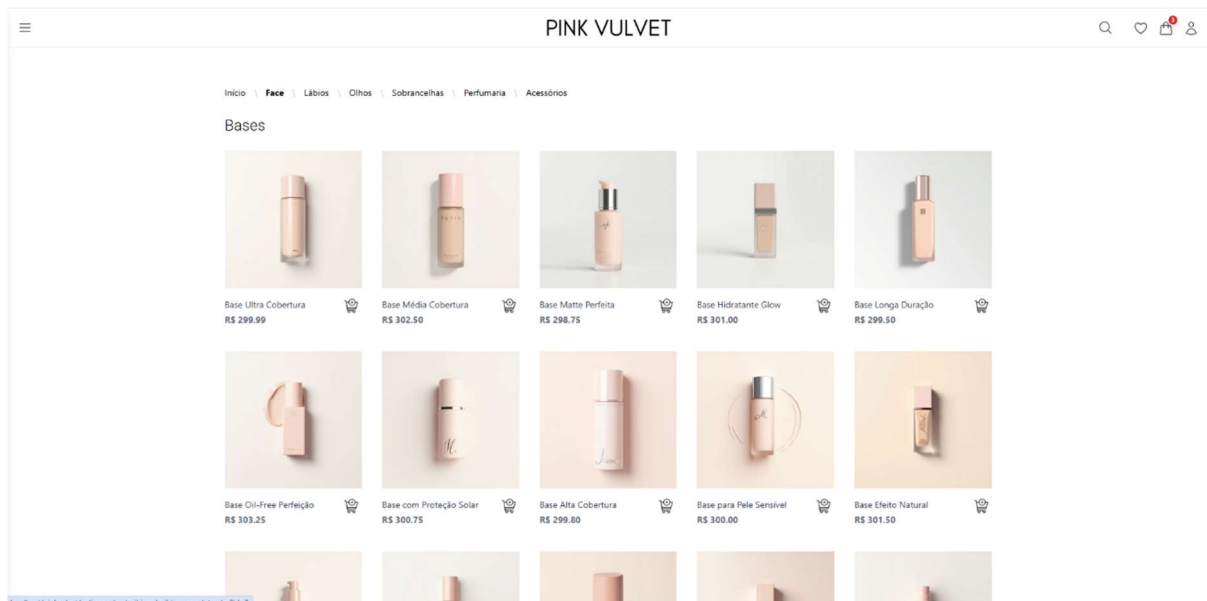 PINK VULVET
3
Início \ Face \ Lábios \ Olhos \ Sobrancelhas \ Perfumaria \ Acessórios
Bases
Base Ultra Cobertura
R$ 299.99
Base Média Cobertura
R$ 302.50
Base Matte Perfeita
R$ 298.75
Base Hidratante Glow
R$ 301.00
Base Longa Duração
R$ 299.50
Base Oil-Free Perfeição
R$ 303.25
Base com Proteção Solar
R$ 300.75
Base Alta Cobertura
R$ 299.80
Base para Pele Sensível
R$ 300.00
Base Efeito Natural
R$ 301.50